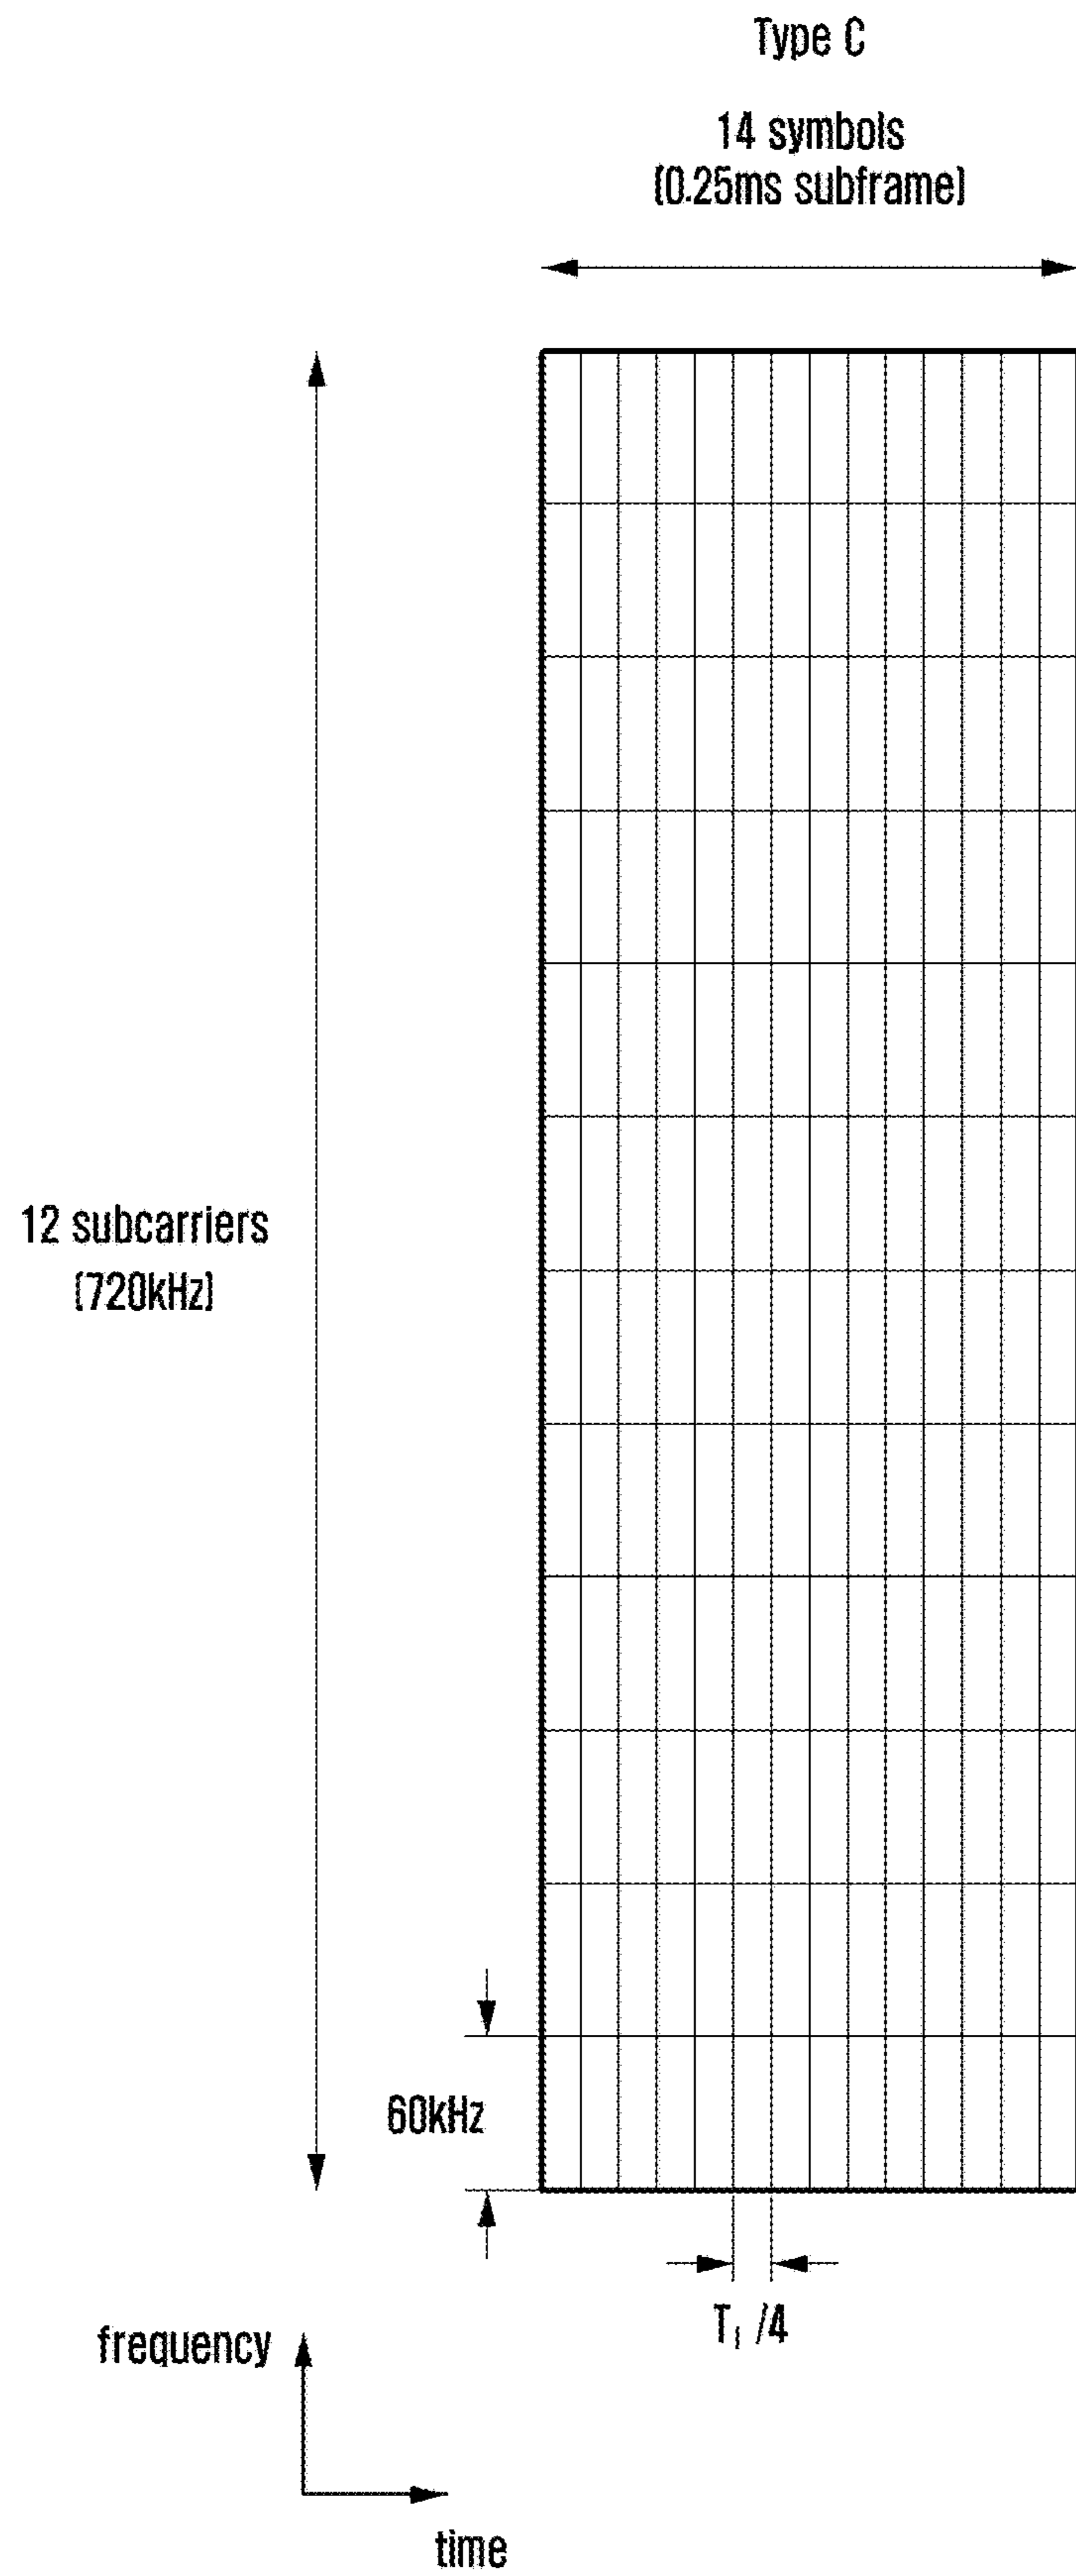 Type C
14 symbols
(0.25ms subframe)
12 subcarriers
(720kHz)
60kHz
T₁ /4
frequency
time